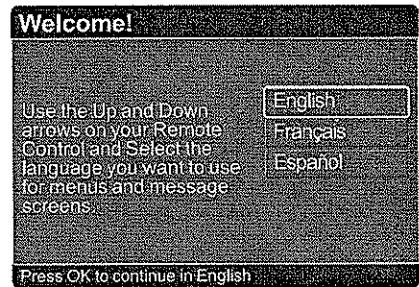 Welcome!
Use the Up and Down
arrows on your Remote
Control and Select the
language you want to use
for menus and message
screens.
English
Français
Español
Press OK to continue in English